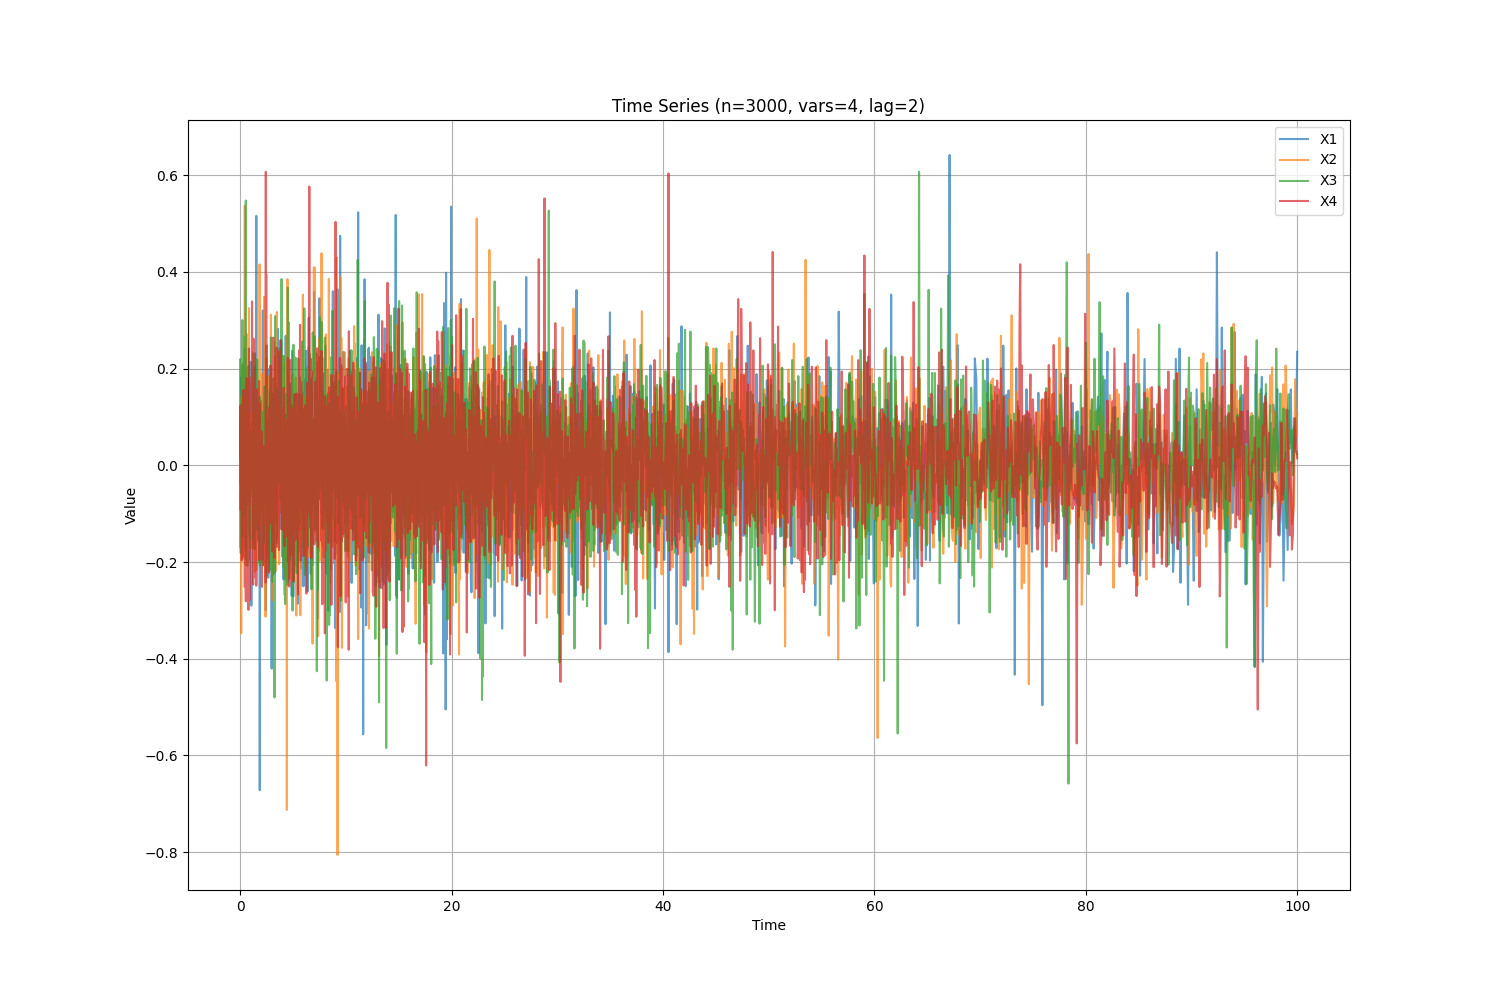 Time Series (n=3000, vars=4, lag=2)
X1
X2
X3
X4
0.6
0.4
0.2
0.0
−0.2
−0.4
−0.6
−0.8
Value
0 20 40 60 80 100
Time